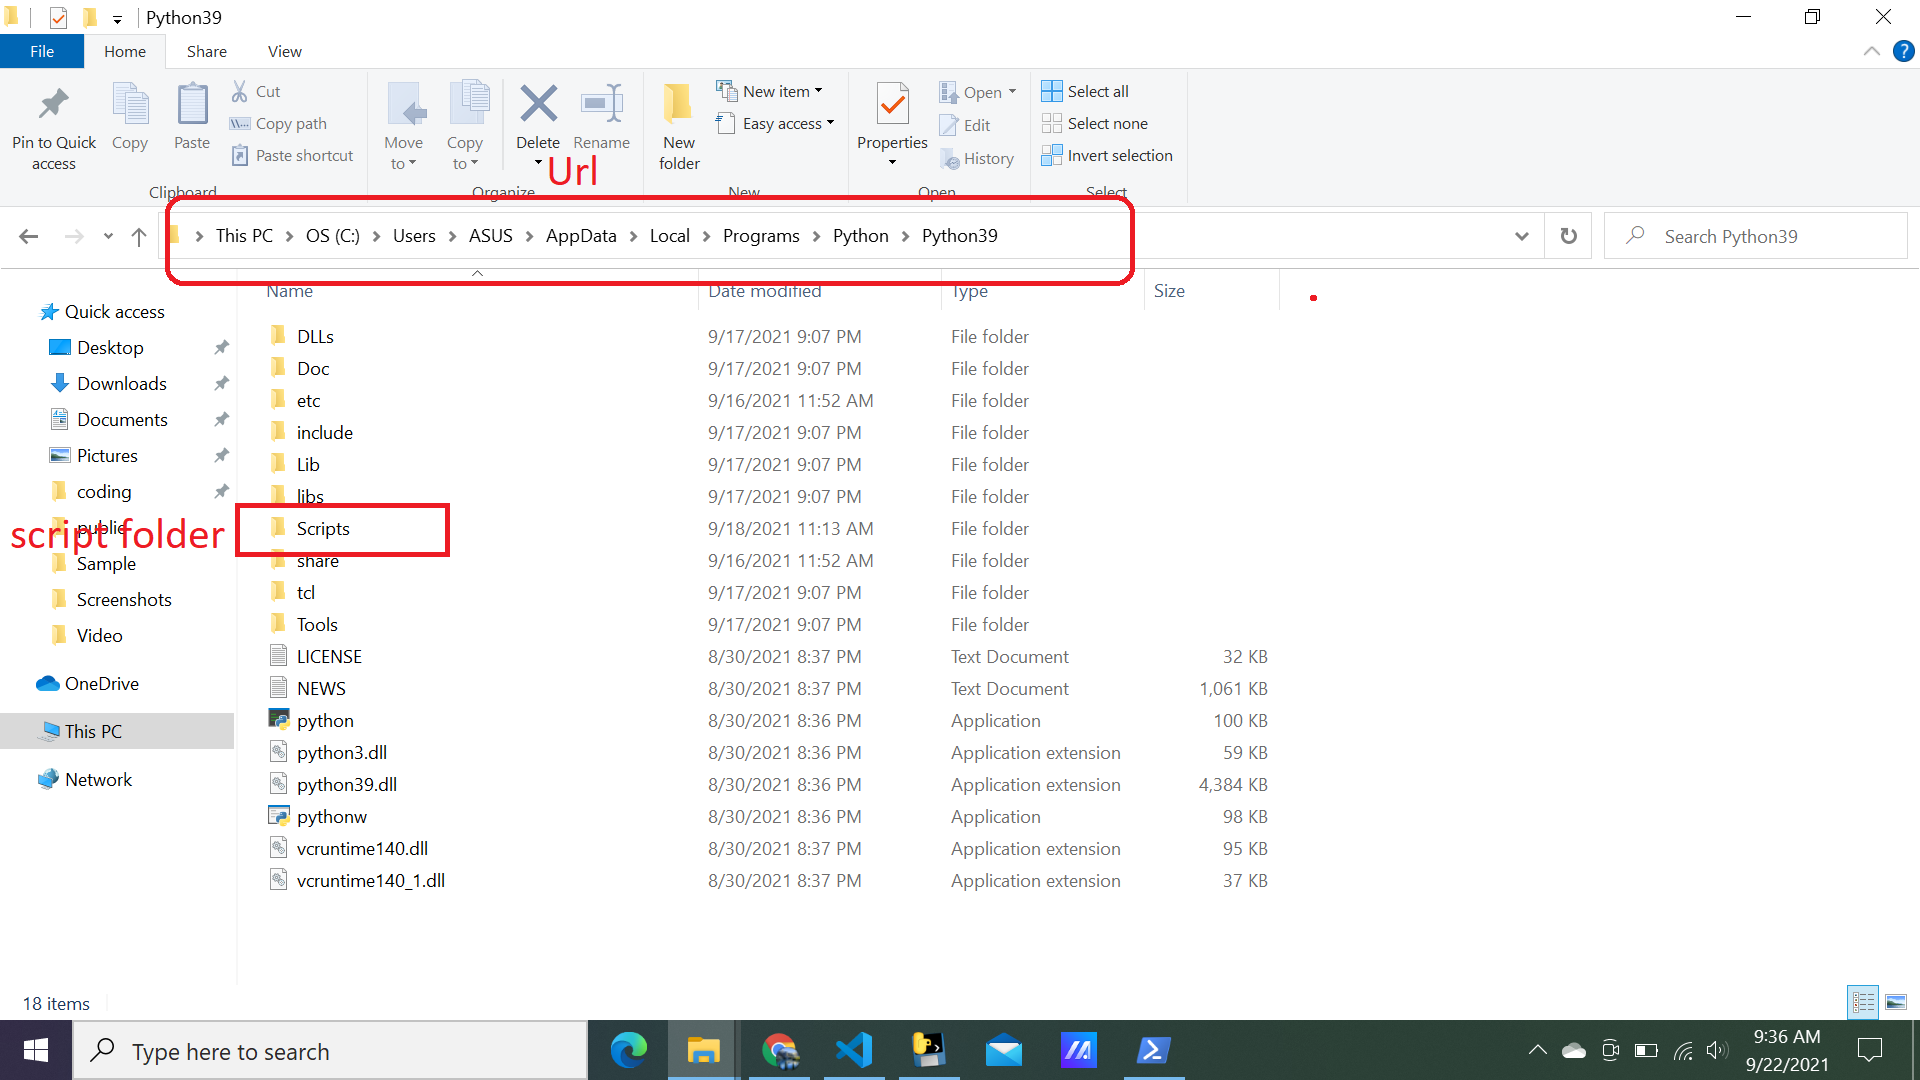 Python39
File
Home
Share
View
Pin to Quick access
Copy
Paste
Cut
Copy path
Paste shortcut
Clipboard
Move to
Copy to
Delete
Rename
Organize
Url
New folder
New item
Easy access
New
Properties
Open
Edit
History
Open
Select all
Select none
Invert selection
Select
This PC > OS (C:) > Users > ASUS > AppData > Local > Programs > Python > Python39
Search Python39
Name Date modified Type Size
Quick access
Desktop
Downloads
Documents
Pictures
coding
public
script folder
Sample
Screenshots
Video
OneDrive
This PC
Network
DLLs 9/17/2021 9:07 PM File folder
Doc 9/17/2021 9:07 PM File folder
etc 9/16/2021 11:52 AM File folder
include 9/17/2021 9:07 PM File folder
Lib 9/17/2021 9:07 PM File folder
libs 9/17/2021 9:07 PM File folder
Scripts 9/18/2021 11:13 AM File folder
share 9/16/2021 11:52 AM File folder
tcl 9/17/2021 9:07 PM File folder
Tools 9/17/2021 9:07 PM File folder
LICENSE 8/30/2021 8:37 PM Text Document 32 KB
NEWS 8/30/2021 8:37 PM Text Document 1,061 KB
python 8/30/2021 8:36 PM Application 100 KB
python3.dll 8/30/2021 8:36 PM Application extension 59 KB
python39.dll 8/30/2021 8:36 PM Application extension 4,384 KB
pythonw 8/30/2021 8:36 PM Application 98 KB
vcruntime140.dll 8/30/2021 8:37 PM Application extension 95 KB
vcruntime140_1.dll 8/30/2021 8:37 PM Application extension 37 KB
18 items
Type here to search
9:36 AM
9/22/2021